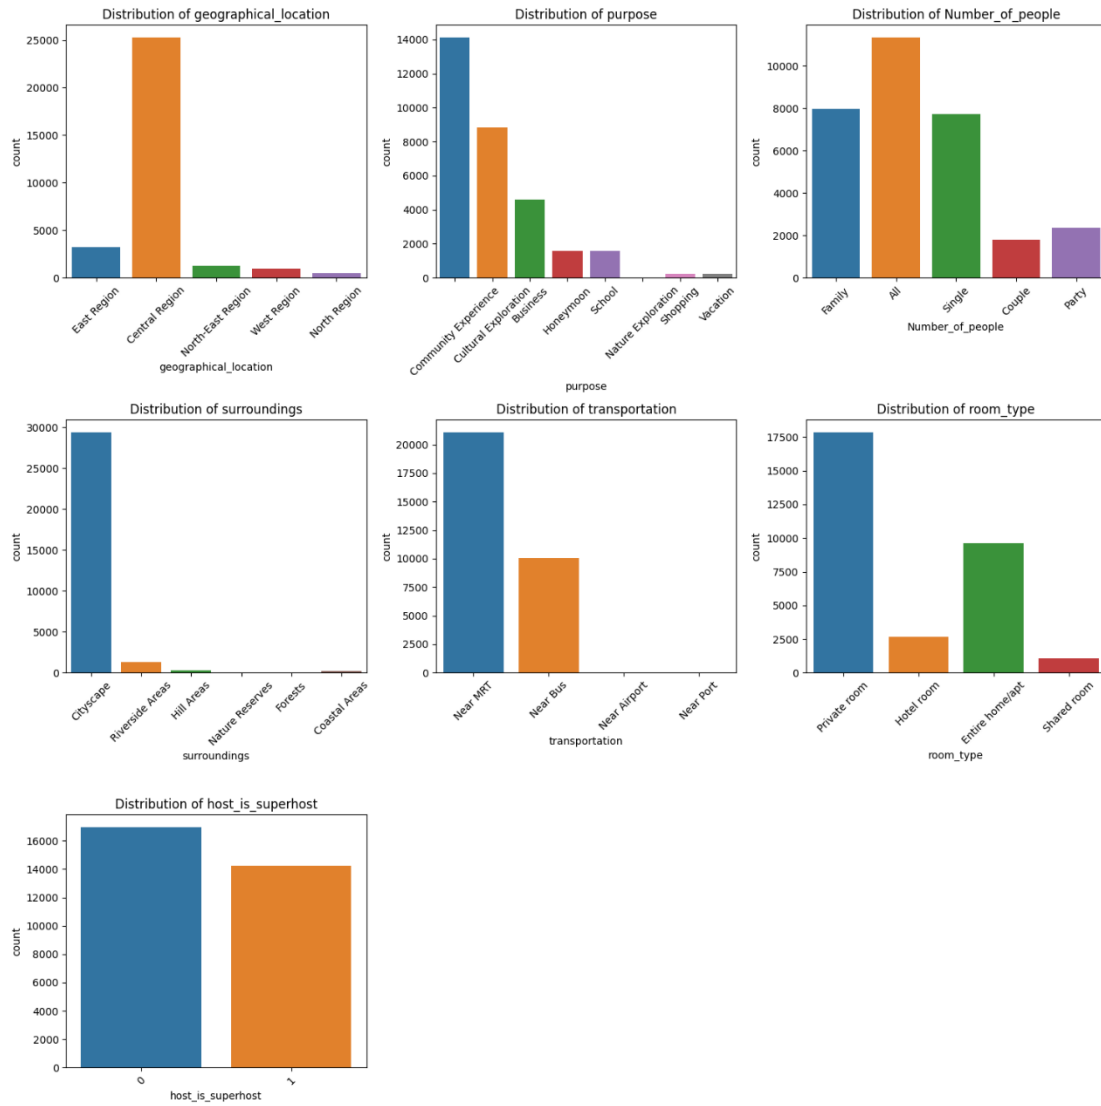 Distribution of geographical_location
25000
20000
15000
10000
5000
0
count
East Region
Central Region
North-East Region
West Region
North Region
geographical_location
Distribution of purpose
14000
12000
10000
8000
6000
4000
2000
0
count
Community Experience
Cultural Exploration
Business
Honeymoon
School
Nature Exploration
Shopping
Vacation
purpose
Distribution of Number_of_people
10000
8000
6000
4000
2000
0
count
Family
All
Single
Couple
Party
Number_of_people
Distribution of surroundings
30000
25000
20000
15000
10000
5000
0
count
Cityscape
Riverside Areas
Hill Areas
Nature Reserves
Forests
Coastal Areas
surroundings
Distribution of transportation
20000
17500
15000
12500
10000
7500
5000
2500
0
count
Near MRT
Near Bus
Near Airport
Near Port
transportation
Distribution of room_type
17500
15000
12500
10000
7500
5000
2500
0
count
Private room
Hotel room
Entire home/apt
Shared room
room_type
Distribution of host_is_superhost
16000
14000
12000
10000
8000
6000
4000
2000
0
count
0
1
host_is_superhost